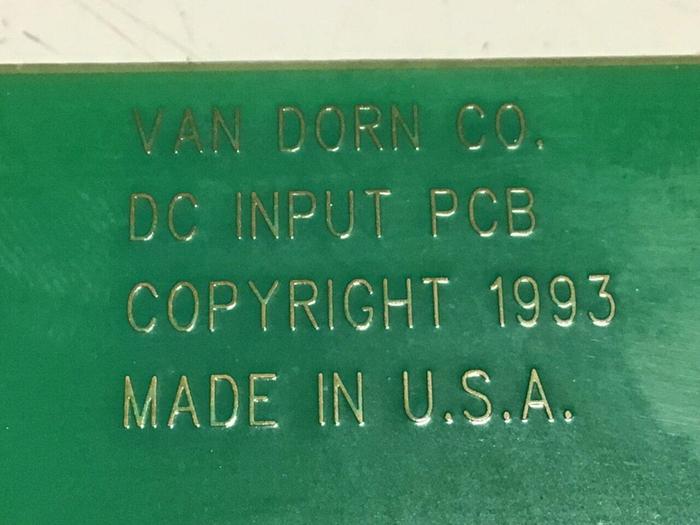 VAN DORN CO.
DC INPUT PCB
COPYRIGHT 1993
MADE IN U.S.A.